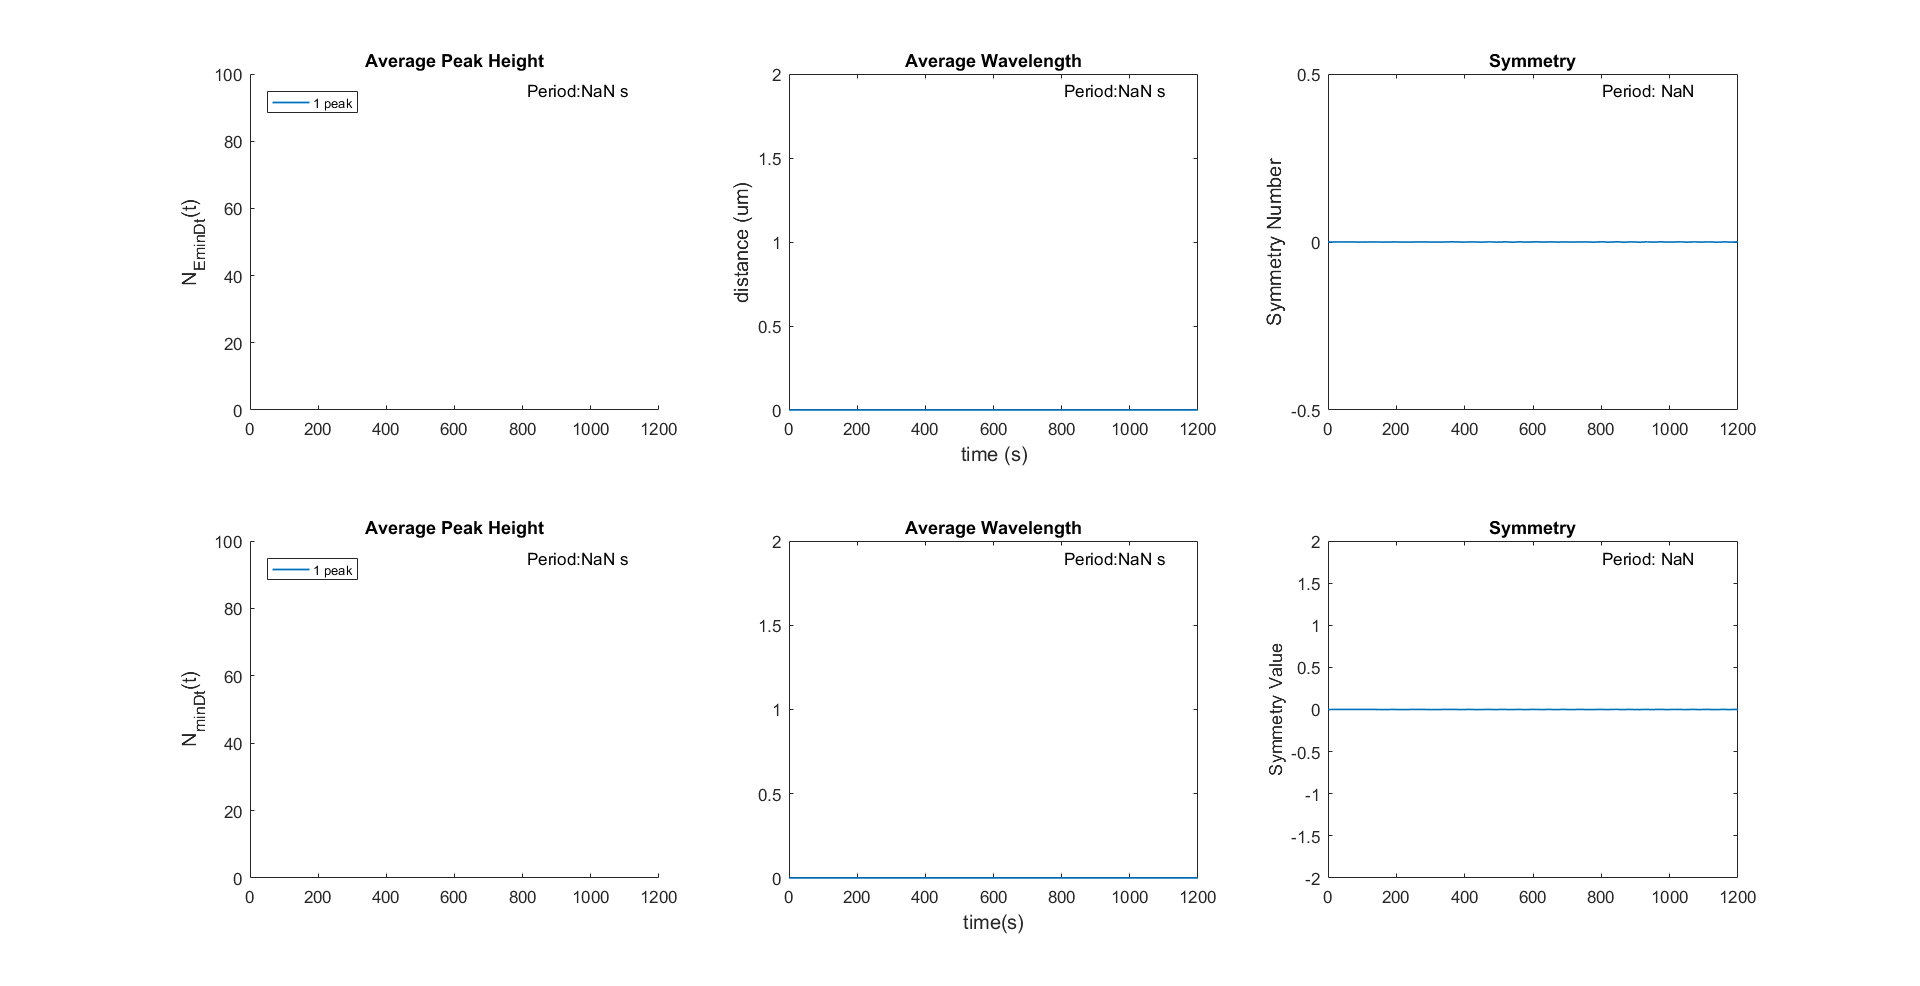 Average Peak Height
Period:NaN s
1 peak
100
80
60
40
20
0
N_EminDt(t)
0 200 400 600 800 1000 1200
Average Wavelength
Period:NaN s
2
1.5
1
0.5
0
distance (um)
0 200 400 600 800 1000 1200
time (s)
Symmetry
Period: NaN
0.5
0
-0.5
Symmetry Number
0 200 400 600 800 1000 1200
Average Peak Height
Period:NaN s
1 peak
100
80
60
40
20
0
N_minDt(t)
0 200 400 600 800 1000 1200
Average Wavelength
Period:NaN s
2
1.5
1
0.5
0
0 200 400 600 800 1000 1200
time(s)
Symmetry
Period: NaN
2
1.5
1
0.5
0
-0.5
-1
-1.5
-2
Symmetry Value
0 200 400 600 800 1000 1200